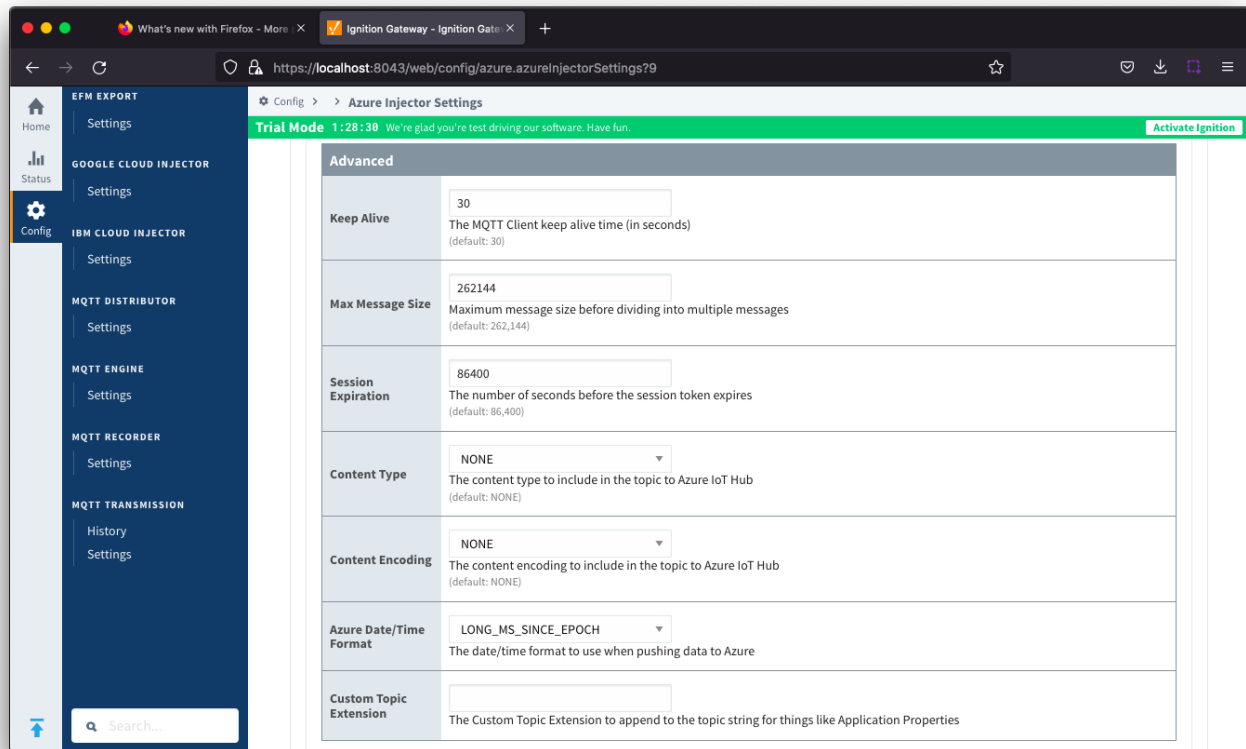 What's new with Firefox - More
Ignition Gateway - Ignition Gate
https://localhost:8043/web/config/azure.azureInjectorSettings?9
Home
Status
Config
EFM EXPORT
Settings
GOOGLE CLOUD INJECTOR
Settings
IBM CLOUD INJECTOR
Settings
MQTT DISTRIBUTOR
Settings
MQTT ENGINE
Settings
MQTT RECORDER
Settings
MQTT TRANSMISSION
History
Settings
Search...
Config > > Azure Injector Settings
Trial Mode 1:28:30 We're glad you're test driving our software. Have fun.
Activate Ignition
Advanced
Keep Alive
30
The MQTT Client keep alive time (in seconds)
(default: 30)
Max Message Size
262144
Maximum message size before dividing into multiple messages
(default: 262,144)
Session
Expiration
86400
The number of seconds before the session token expires
(default: 86,400)
Content Type
NONE
The content type to include in the topic to Azure IoT Hub
(default: NONE)
Content Encoding
NONE
The content encoding to include in the topic to Azure IoT Hub
(default: NONE)
Azure Date/Time
Format
LONG_MS_SINCE_EPOCH
The date/time format to use when pushing data to Azure
Custom Topic
Extension
The Custom Topic Extension to append to the topic string for things like Application Properties